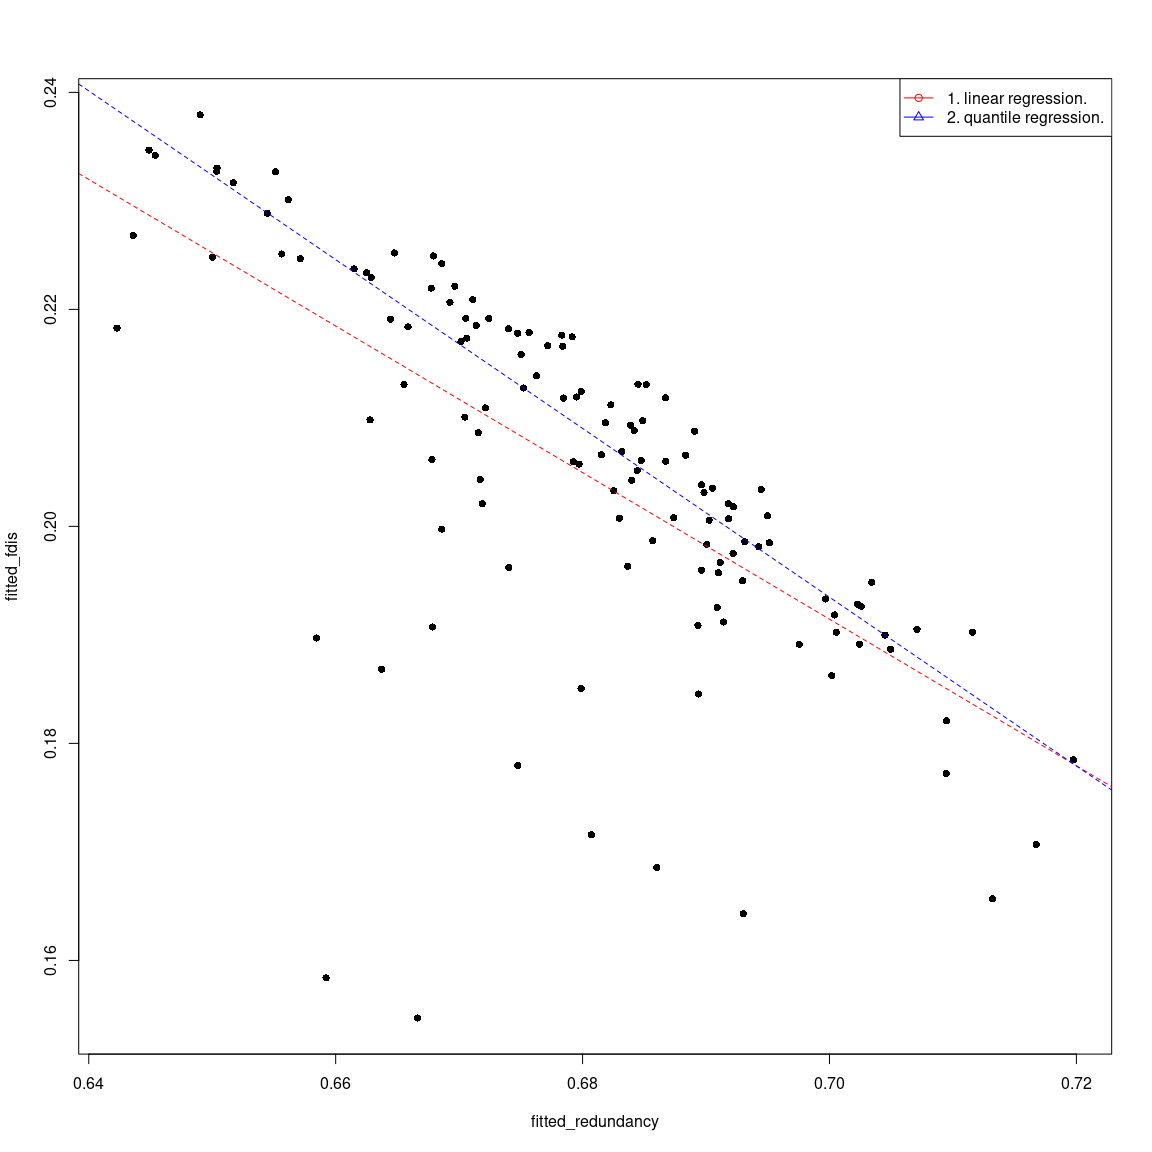 1. linear regression.
2. quantile regression.
fitted_fdis
0.24
0.22
0.20
0.18
0.16
0.64
0.66
0.68
0.70
0.72
fitted_redundancy